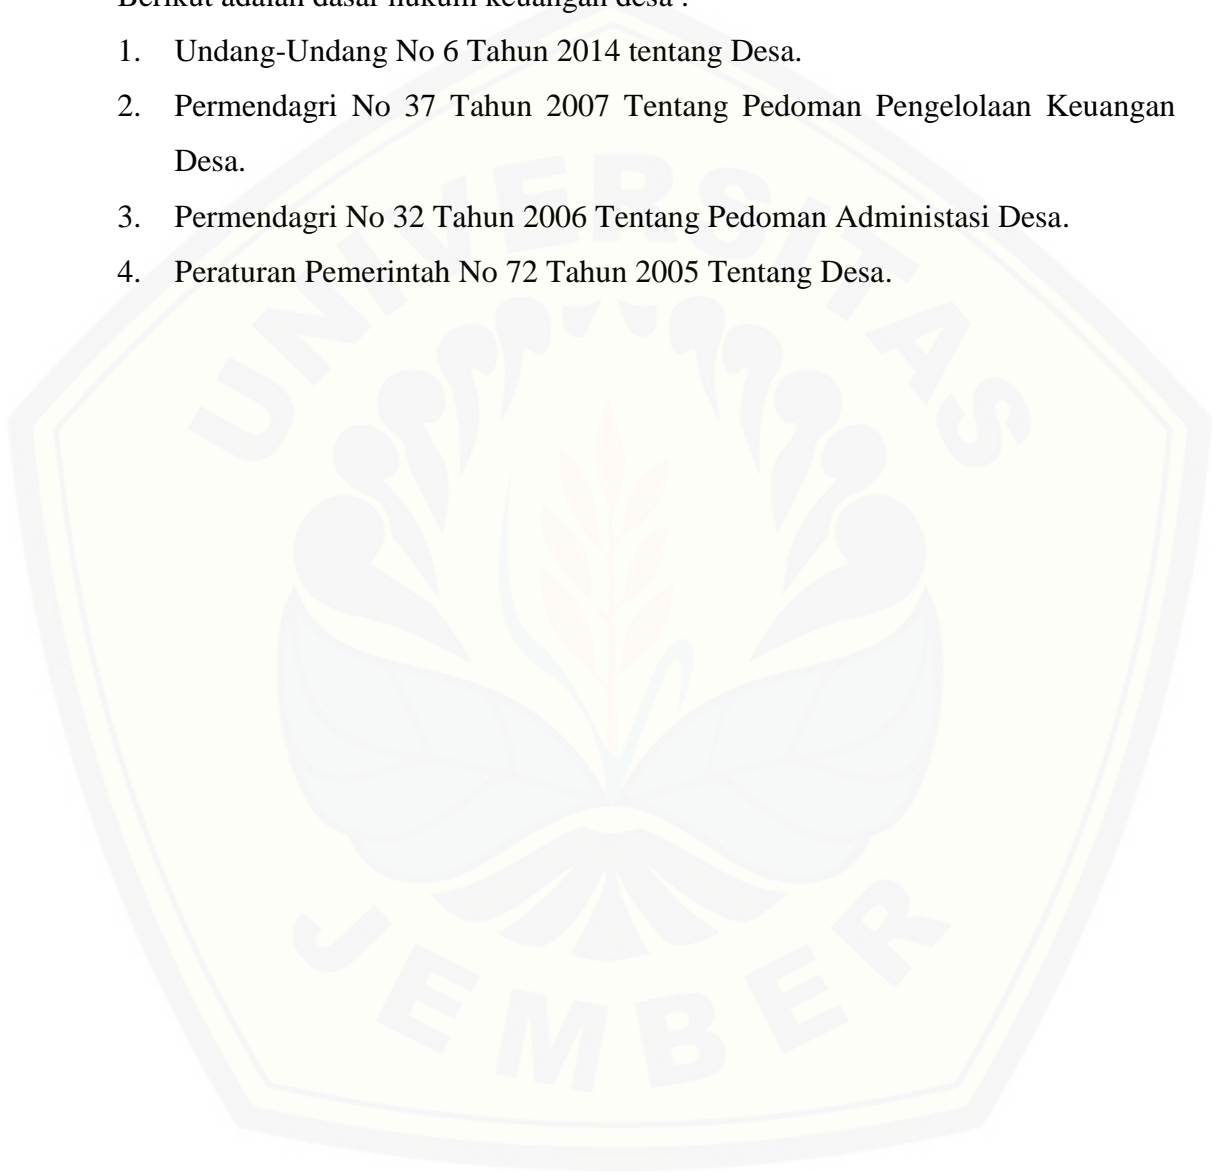 Berikut adalah dasar hukum keuangan desa :
1. Undang-Undang No 6 Tahun 2014 tentang Desa.
2. Permendagri No 37 Tahun 2007 Tentang Pedoman Pengelolaan Keuangan
Desa.
3. Permendagri No 32 Tahun 2006 Tentang Pedoman Administasi Desa.
4. Peraturan Pemerintah No 72 Tahun 2005 Tentang Desa.
UNIVERSITAS
JEMBER